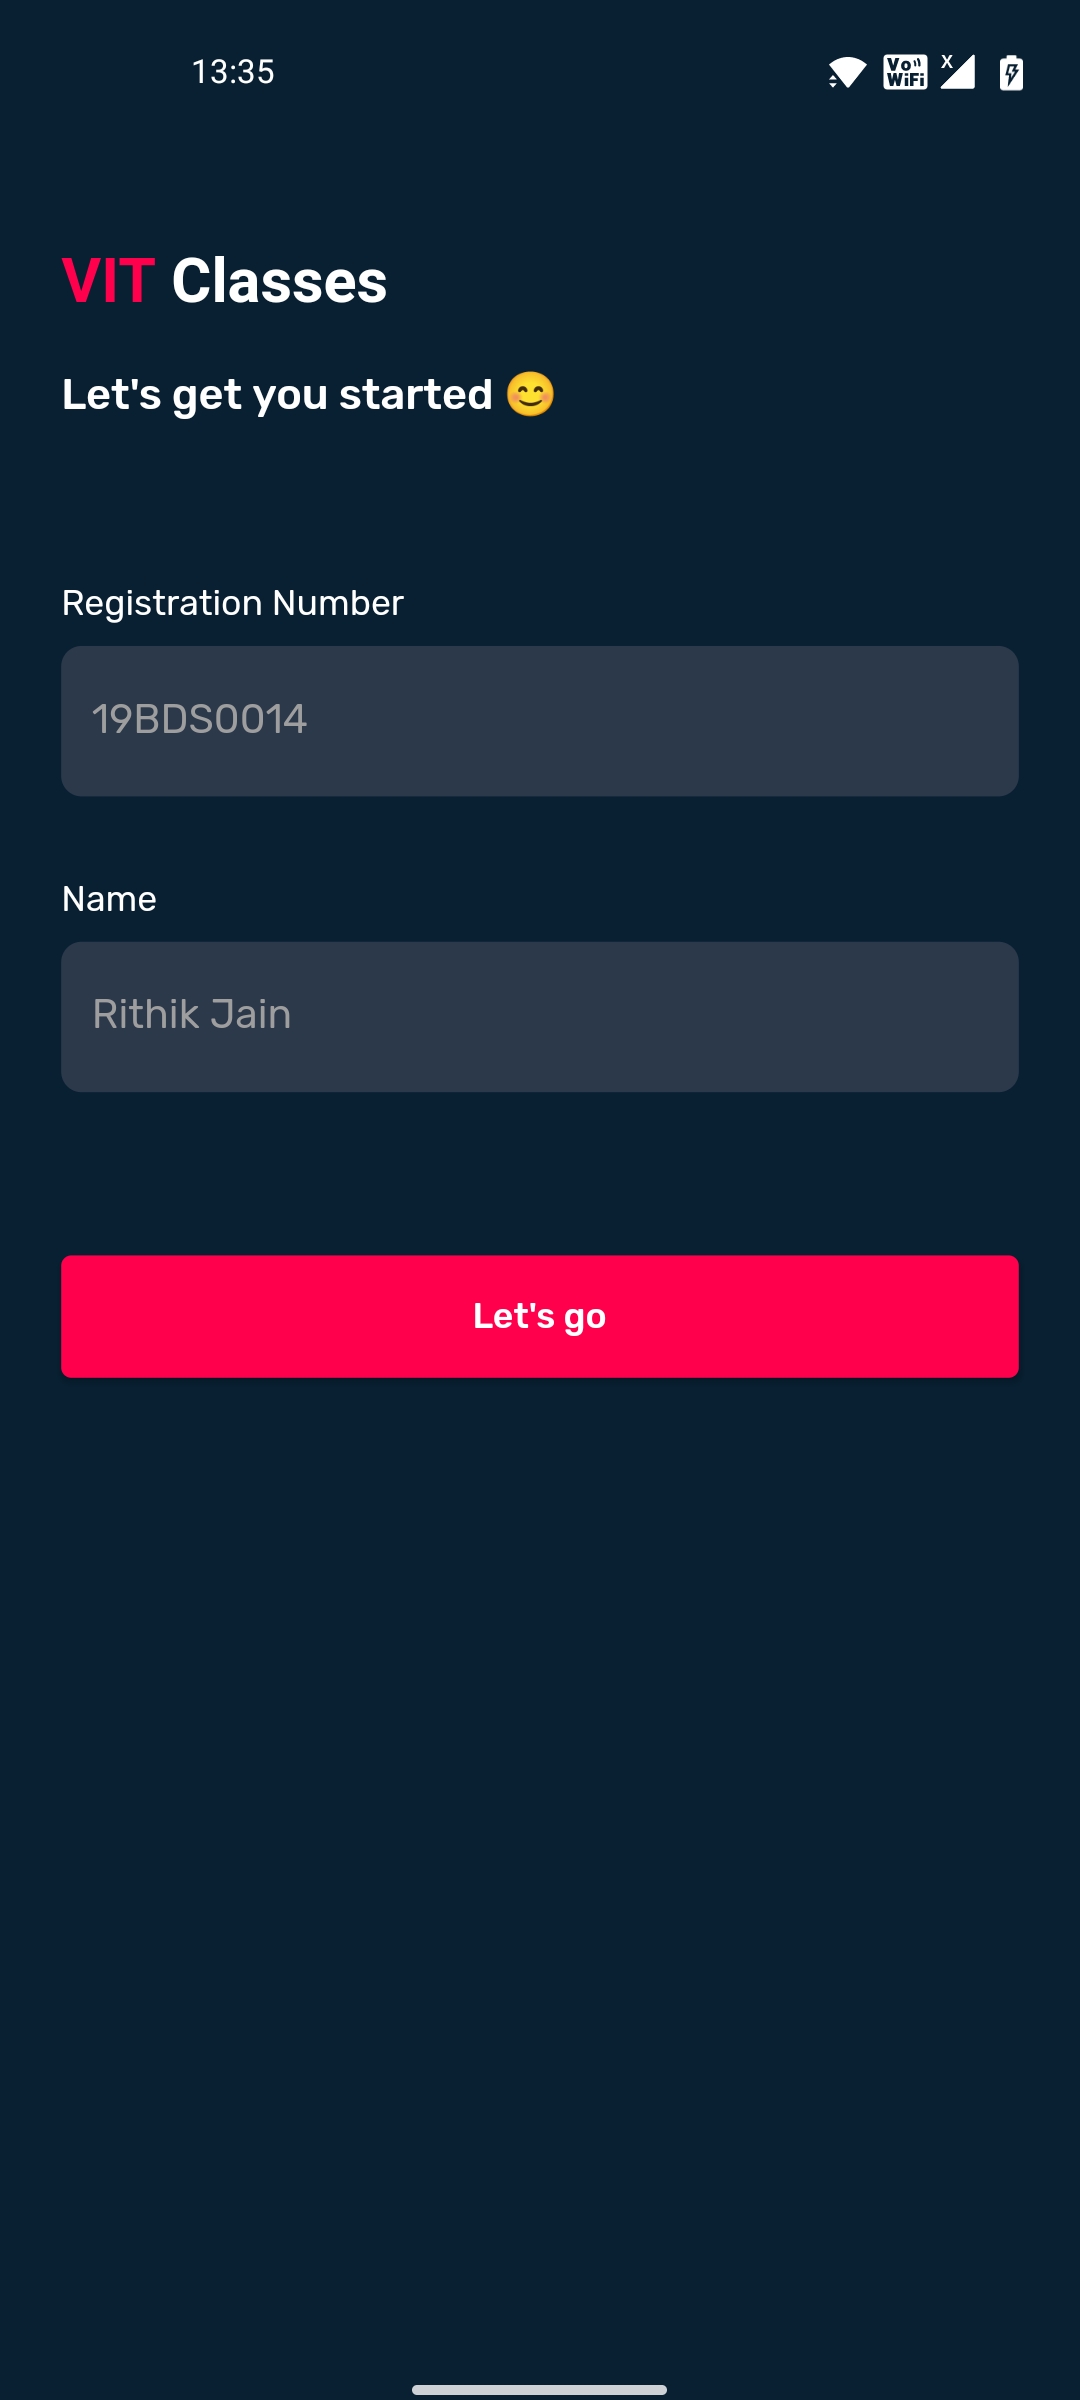 13:35
Vo WiFi
X
VIT Classes
Let's get you started 😊
Registration Number
19BDS0014
Name
Rithik Jain
Let's go